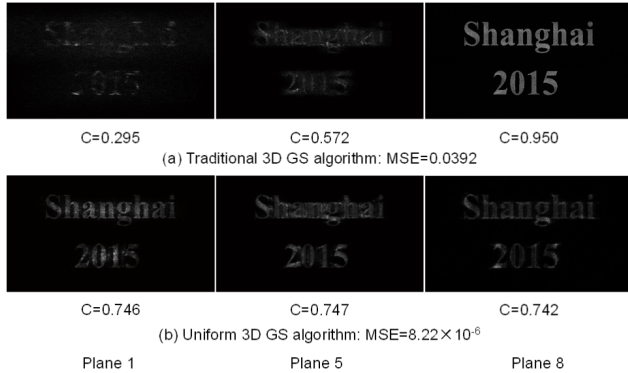 Shanghai Shanghai Shanghai
2015 2015 2015
C=0.295 C=0.572 C=0.950
(a) Traditional 3D GS algorithm: MSE=0.0392
Shanghai Shanghai Shanghai
2015 2015 2015
C=0.746 C=0.747 C=0.742
(b) Uniform 3D GS algorithm: MSE=8.22×10⁻⁶
Plane 1 Plane 5 Plane 8